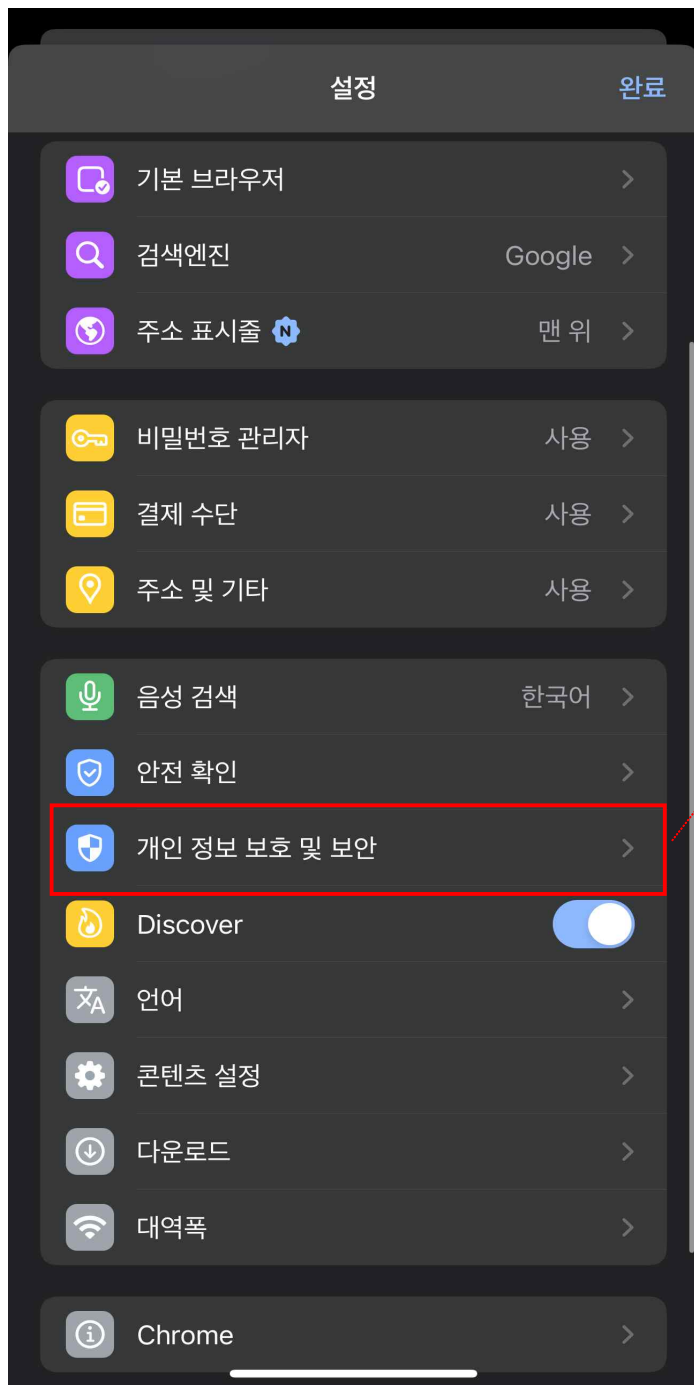 설정 완료
기본 브라우저
검색엔진 Google
주소 표시줄 N 맨 위
비밀번호 관리자 사용
결제 수단 사용
주소 및 기타 사용
음성 검색 한국어
안전 확인
개인 정보 보호 및 보안
Discover
언어
콘텐츠 설정
다운로드
대역폭
Chrome